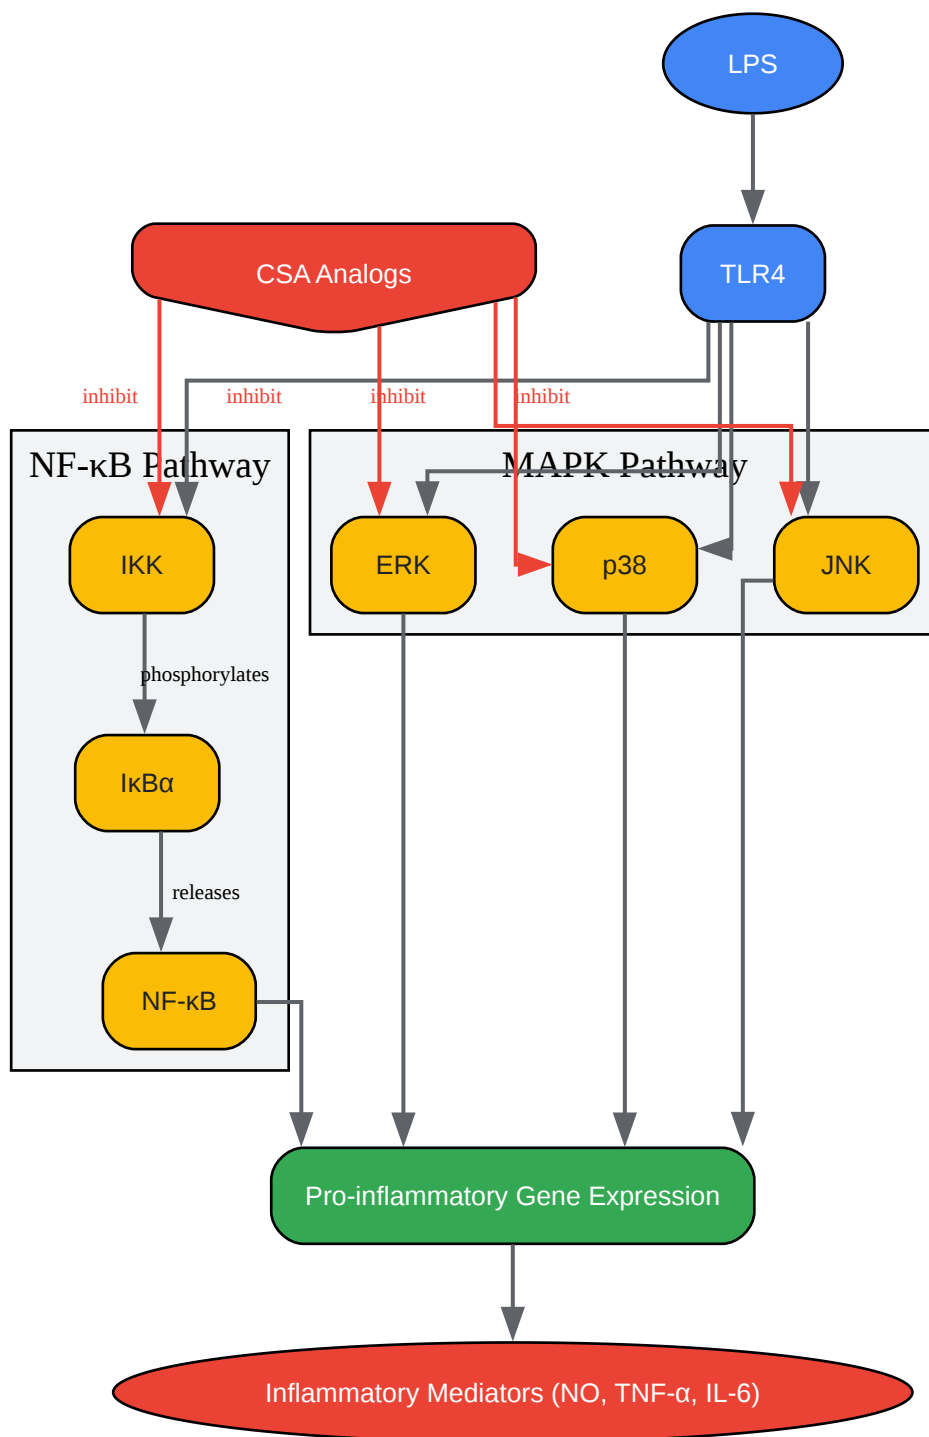 LPS
CSA Analogs
TLR4
inhibit
inhibit
inhibit
inhibit
NF-κB Pathway
MAPK Pathway
IKK
ERK
p38
JNK
phosphorylates
IκBα
releases
NF-κB
Pro-inflammatory Gene Expression
Inflammatory Mediators (NO, TNF-α, IL-6)